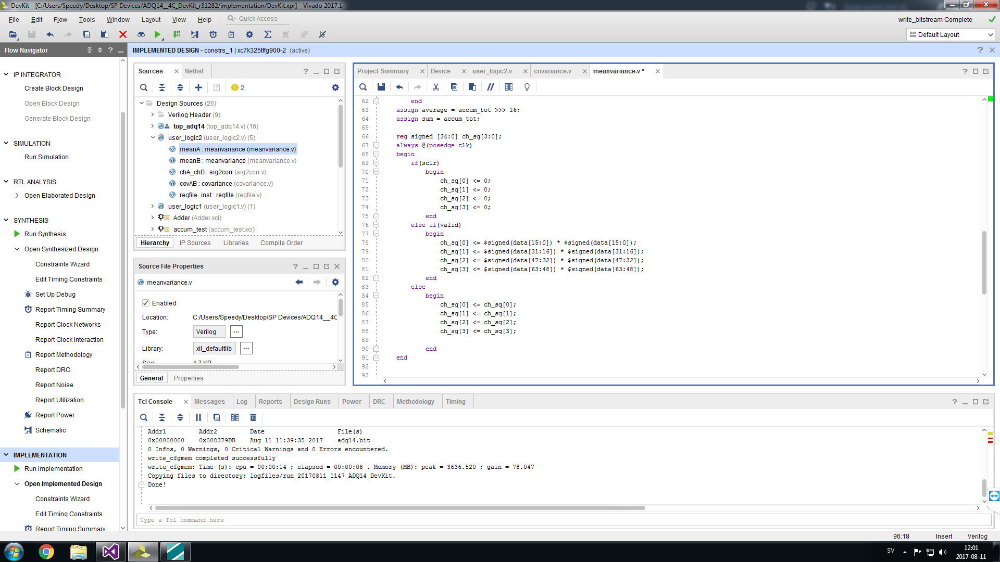 DevKit - [C:/Users/Speedy/Desktop/SP Devices/ADQ14__4C_DevKit_r31282/implementation/DevKit.xpr] - Vivado 2017.1
File Edit Flow Tools Window Layout View Help Quick Access
write_bitstream Complete
Default Layout
Flow Navigator
IP INTEGRATOR
Create Block Design
Open Block Design
Generate Block Design
SIMULATION
Run Simulation
RTL ANALYSIS
Open Elaborated Design
SYNTHESIS
Run Synthesis
Open Synthesized Design
Constraints Wizard
Edit Timing Constraints
Set Up Debug
Report Timing Summary
Report Clock Networks
Report Clock Interaction
Report Methodology
Report DRC
Report Noise
Report Utilization
Report Power
Schematic
IMPLEMENTATION
Run Implementation
Open Implemented Design
Constraints Wizard
Edit Timing Constraints
Report Timing Summary
IMPLEMENTED DESIGN - constrs_1 | xc7k325tffg900-2 (active)
Sources Netlist
2
Design Sources (26)
Verilog Header (9)
top_adq14 (top_adq14.v) (16)
user_logic2 (user_logic2.v) (5)
meanA : meanvariance (meanvariance.v)
meanB : meanvariance (meanvariance.v)
chA_chB : sig2corr (sig2corr.v)
covAB : covariance (covariance.v)
regfile_inst : regfile (regfile.v)
user_logic1 (user_logic1.v) (1)
Adder (Adder.xci)
accum_test (accum_test.xci)
Hierarchy IP Sources Libraries Compile Order
Source File Properties
meanvariance.v
Enabled
Location: C:/Users/Speedy/Desktop/SP Devices/ADQ14__4C
Type: Verilog ...
Library: xil_defaultlib ...
Size: 4.7 KB
General Properties
Project Summary Device user_logic2.v covariance.v meanvariance.v *
62 end
63 assign average = accum_tot >>> 16;
64 assign sum = accum_tot;
65
66 reg signed [34:0] ch_sq[3:0];
67 always @(posedge clk)
68 begin
69 if(sclr)
70 begin
71 ch_sq[0] <= 0;
72 ch_sq[1] <= 0;
73 ch_sq[2] <= 0;
74 ch_sq[3] <= 0;
75 end
76 else if(valid)
77 begin
78 ch_sq[0] <= $signed(data[15:0]) * $signed(data[15:0]);
79 ch_sq[1] <= $signed(data[31:16]) * $signed(data[31:16]);
80 ch_sq[2] <= $signed(data[47:32]) * $signed(data[47:32]);
81 ch_sq[3] <= $signed(data[63:48]) * $signed(data[63:48]);
82 end
83 else
84 begin
85 ch_sq[0] <= ch_sq[0];
86 ch_sq[1] <= ch_sq[1];
87 ch_sq[2] <= ch_sq[2];
88 ch_sq[3] <= ch_sq[3];
89
90 end
91 end
92
93
Tcl Console Messages Log Reports Design Runs Power DRC Methodology Timing
Addr1 Addr2 Date File(s)
0x00000000 0x008379DB Aug 11 11:39:35 2017 adq14.bit
0 Infos, 0 Warnings, 0 Critical Warnings and 0 Errors encountered.
write_cfgmem completed successfully
write_cfgmem: Time (s): cpu = 00:00:14 ; elapsed = 00:00:08 . Memory (MB): peak = 3636.520 ; gain = 78.047
Copying files to directory: logfiles/run_20170811_1147_ADQ14_DevKit.
Done!
Type a Tcl command here
96:18 Insert Verilog
SV
12:01
2017-08-11